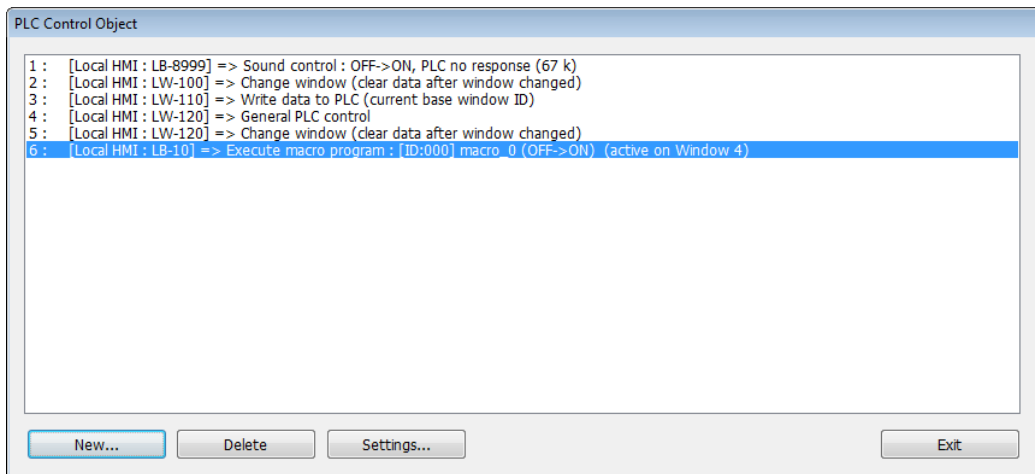 PLC Control Object
1 : [Local HMI : LB-8999] => Sound control : OFF->ON, PLC no response (67 k)
2 : [Local HMI : LW-100] => Change window (clear data after window changed)
3 : [Local HMI : LW-110] => Write data to PLC (current base window ID)
4 : [Local HMI : LW-120] => General PLC control
5 : [Local HMI : LW-120] => Change window (clear data after window changed)
6 : [Local HMI : LB-10] => Execute macro program : [ID:000] macro_0 (OFF->ON) (active on Window 4)
New... Delete Settings... Exit